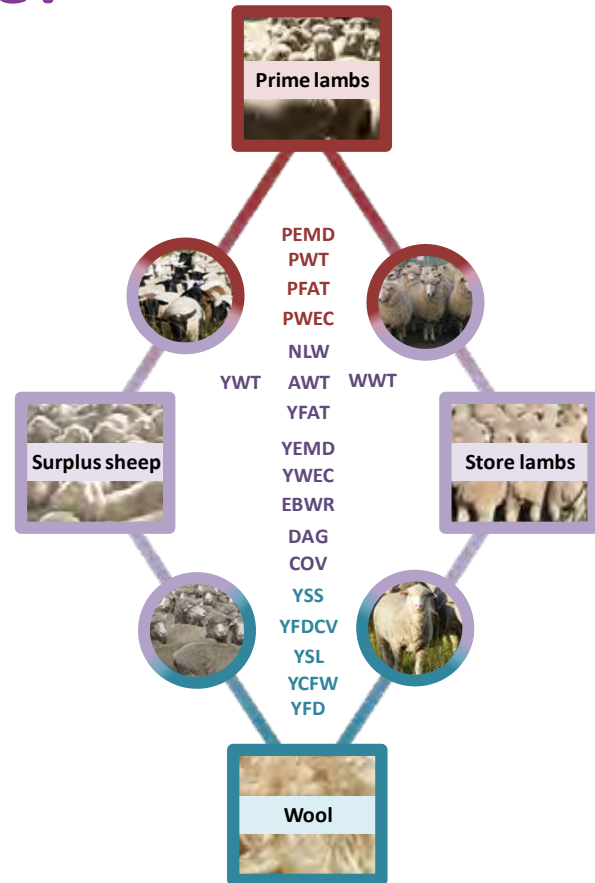 Prime lambs
PEMD
PWT
PFAT
PWEC
NLW
YWT AWT WWT
YFAT
Surplus sheep
Store lambs
YEMD
YWEC
EBWR
DAG
COV
YSS
YFDCV
YSL
YCFW
YFD
Wool